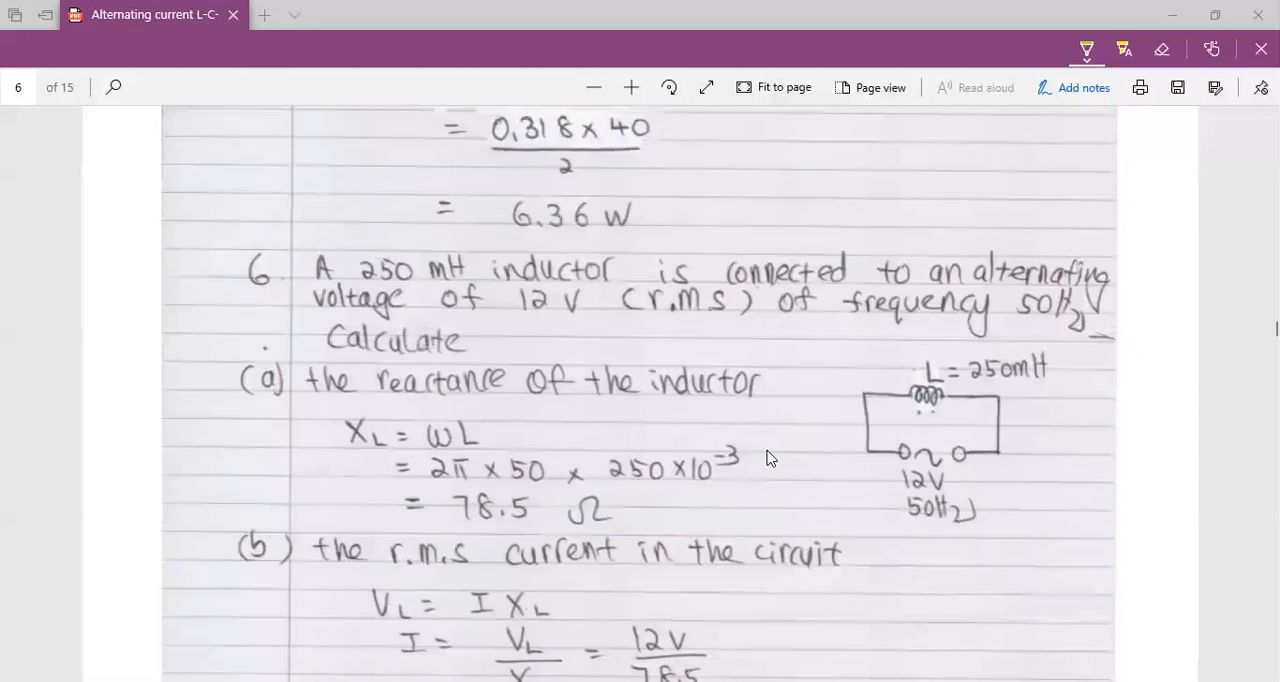 Alternating current L-C-
6 of 15
Fit to page
Page view
Read aloud
Add notes
= 0.318 x 40
2
= 6.36 W
6. A 250 mH inductor is connected to an alternating
voltage of 12 V (r.m s) of frequency 50Hz
Calculate
(a) the reactance of the inductor
L = 250mH
XL = ωL
= 2π x 50 x 250 x 10⁻³
= 78.5 Ω
12V
50Hz
(b) the r.m.s current in the circuit
VL = I XL
I = VL = 12V
78.5